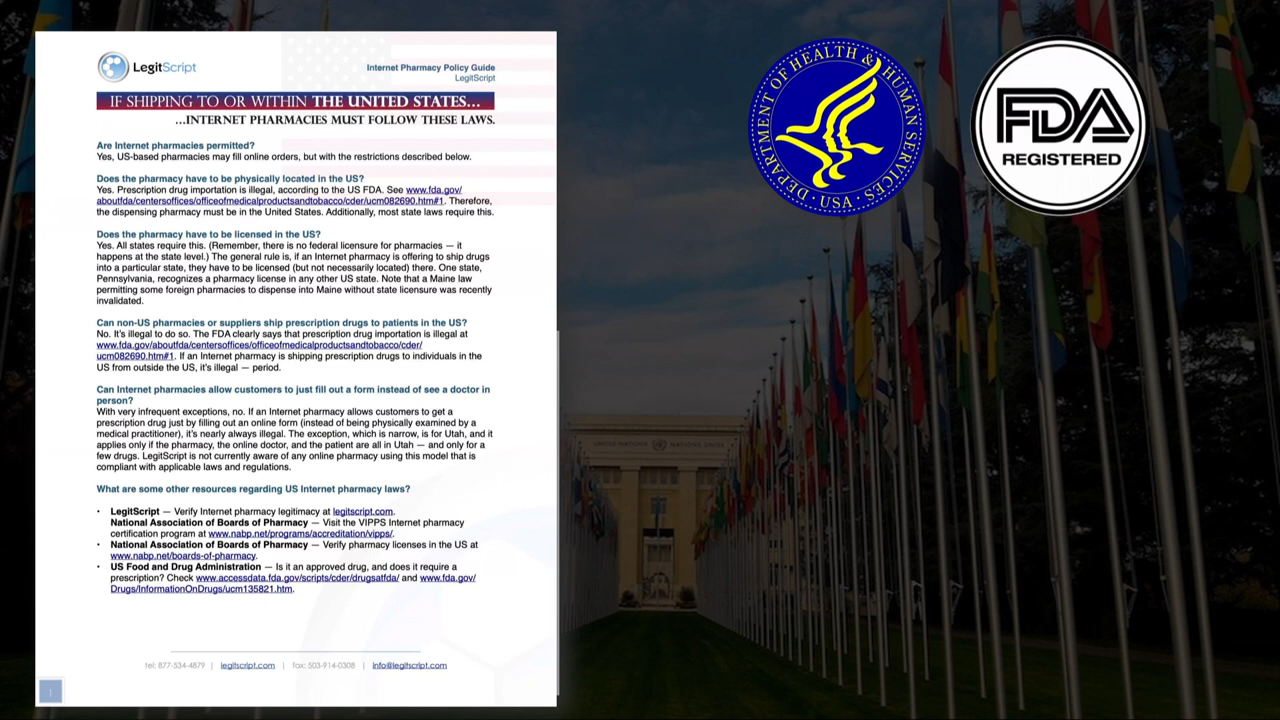 LegitScript
Internet Pharmacy Policy Guide
LegitScript
IF SHIPPING TO OR WITHIN THE UNITED STATES...
...INTERNET PHARMACIES MUST FOLLOW THESE LAWS.
Are Internet pharmacies permitted?
Yes, US-based pharmacies may fill online orders, but with the restrictions described below.
Does the pharmacy have to be physically located in the US?
Yes. Prescription drug importation is illegal, according to the US FDA. See www.fda.gov/
aboutfda/centersoffices/officeofmedicalproductsandtobacco/cder/ucm082690.htm#1. Therefore,
the dispensing pharmacy must be in the United States. Additionally, most state laws require this.
Does the pharmacy have to be licensed in the US?
Yes. All states require this. (Remember, there is no federal licensure for pharmacies — it
happens at the state level.) The general rule is, if an Internet pharmacy is offering to ship drugs
into a particular state, they have to be licensed (but not necessarily located) there. One state,
Pennsylvania, recognizes a pharmacy license in any other US state. Note that a Maine law
permitting some foreign pharmacies to dispense into Maine without state licensure was recently
invalidated.
Can non-US pharmacies or suppliers ship prescription drugs to patients in the US?
No. It's illegal to do so. The FDA clearly says that prescription drug importation is illegal at
www.fda.gov/aboutfda/centersoffices/officeofmedicalproductsandtobacco/cder/
ucm082690.htm#1. If an Internet pharmacy is shipping prescription drugs to individuals in the
US from outside the US, it's illegal — period.
Can Internet pharmacies allow customers to just fill out a form instead of see a doctor in
person?
With very infrequent exceptions, no. If an Internet pharmacy allows customers to get a
prescription drug just by filling out an online form (instead of being physically examined by a
medical practitioner), it's nearly always illegal. The exception, which is narrow, is for Utah, and it
applies only if the pharmacy, the online doctor, and the patient are all in Utah — and only for a
few drugs. LegitScript is not currently aware of any online pharmacy using this model that is
compliant with applicable laws and regulations.
What are some other resources regarding US Internet pharmacy laws?
• LegitScript — Verify Internet pharmacy legitimacy at legitscript.com.
National Association of Boards of Pharmacy — Visit the VIPPS Internet pharmacy
certification program at www.nabp.net/programs/accreditation/vipps/.
• National Association of Boards of Pharmacy — Verify pharmacy licenses in the US at
www.nabp.net/boards-of-pharmacy.
• US Food and Drug Administration — Is it an approved drug, and does it require a
prescription? Check www.accessdata.fda.gov/scripts/cder/drugsatfda/ and www.fda.gov/
Drugs/InformationOnDrugs/ucm135821.htm.
tel: 877-534-4879 | legitscript.com | fax: 503-914-0308 | info@legitscript.com
1
DEPARTMENT OF HEALTH & HUMAN SERVICES · USA
FDA
REGISTERED
UNITED NATIONS